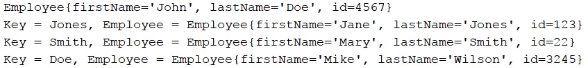 Employee{firstName='John', lastName='Doe', id=4567}
Key = Jones, Employee = Employee{firstName='Jane', lastName='Jones', id=123}
Key = Smith, Employee = Employee{firstName='Mary', lastName='Smith', id=22}
Key = Doe, Employee = Employee{firstName='Mike', lastName='Wilson', id=3245}